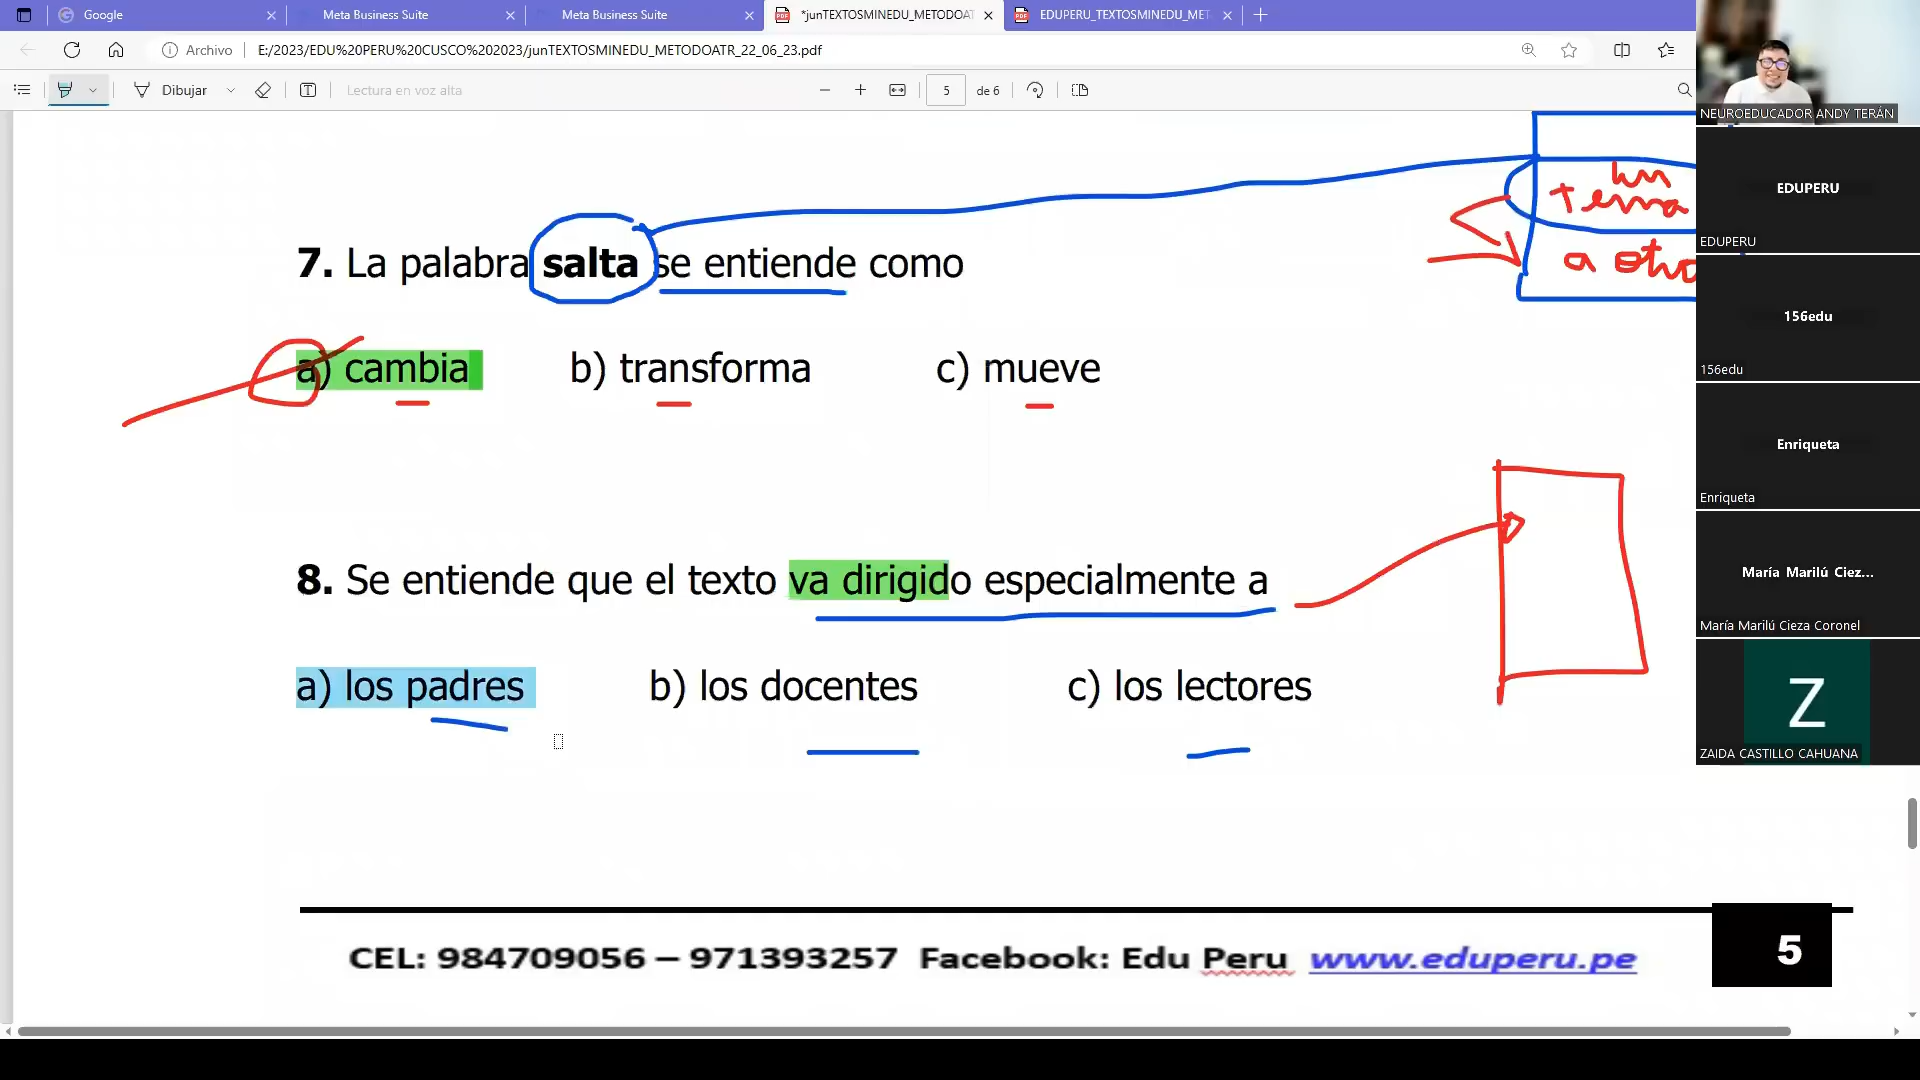 Google
Meta Business Suite
Meta Business Suite
*junTEXTOSMINEDU_METODOAT
EDUPERU_TEXTOSMINEDU_MET
Archivo
E:/2023/EDU%20PERU%20CUSCO%202023/junTEXTOSMINEDU_METODOATR_22_06_23.pdf
Dibujar
Lectura en voz alta
5 de 6
NEUROEDUCADOR ANDY TERÁN
un
tema
a otro
EDUPERU
EDUPERU
7. La palabra salta se entiende como
156edu
156edu
a) cambia b) transforma c) mueve
Enriqueta
Enriqueta
8. Se entiende que el texto va dirigido especialmente a
María Marilú Ciez...
María Marilú Cieza Coronel
a) los padres b) los docentes c) los lectores
Z
ZAIDA CASTILLO CAHUANA
CEL: 984709056 – 971393257 Facebook: Edu Peru www.eduperu.pe
5